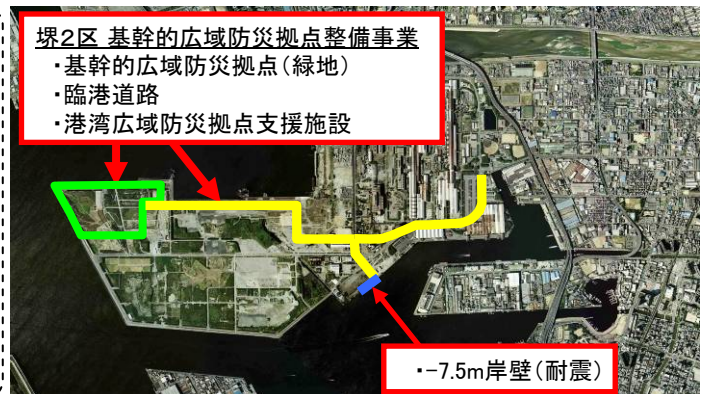 堺2区 基幹的広域防災拠点整備事業
・基幹的広域防災拠点(緑地)
・臨港道路
・港湾広域防災拠点支援施設
・-7.5m岸壁(耐震)